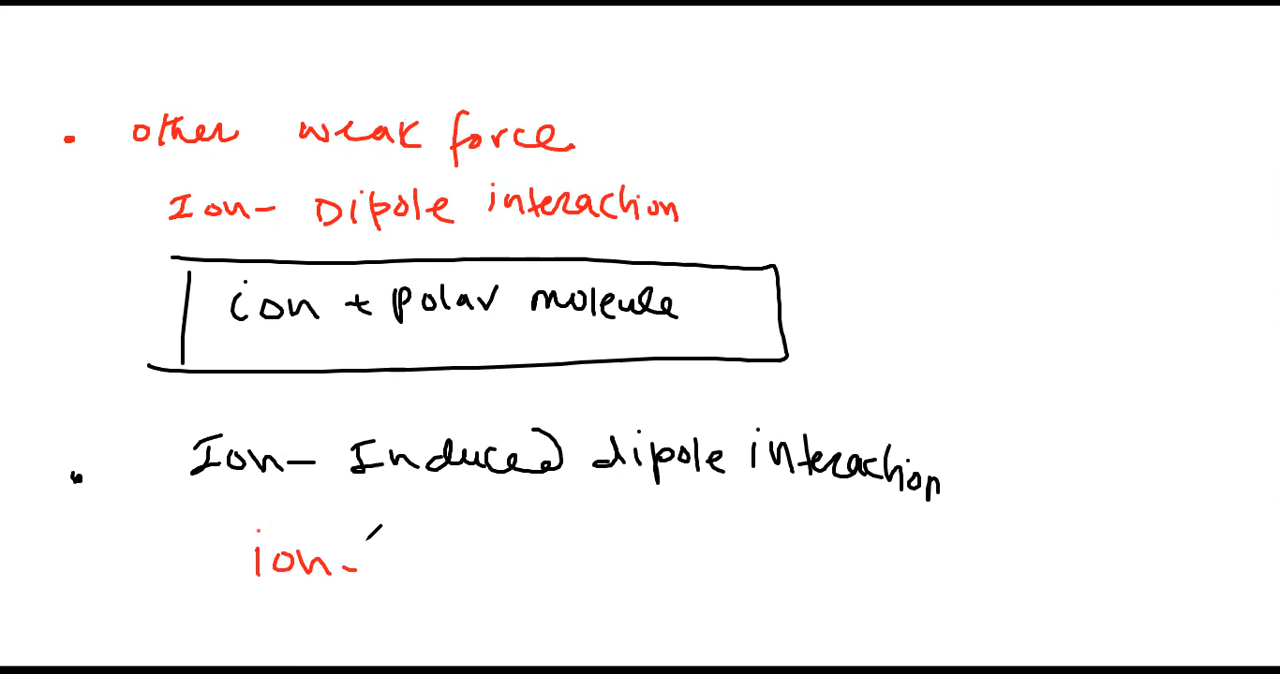 . other weak force
Ion- Dipole interaction
ion + polar molecule
. Ion- Induced dipole interaction
ion-